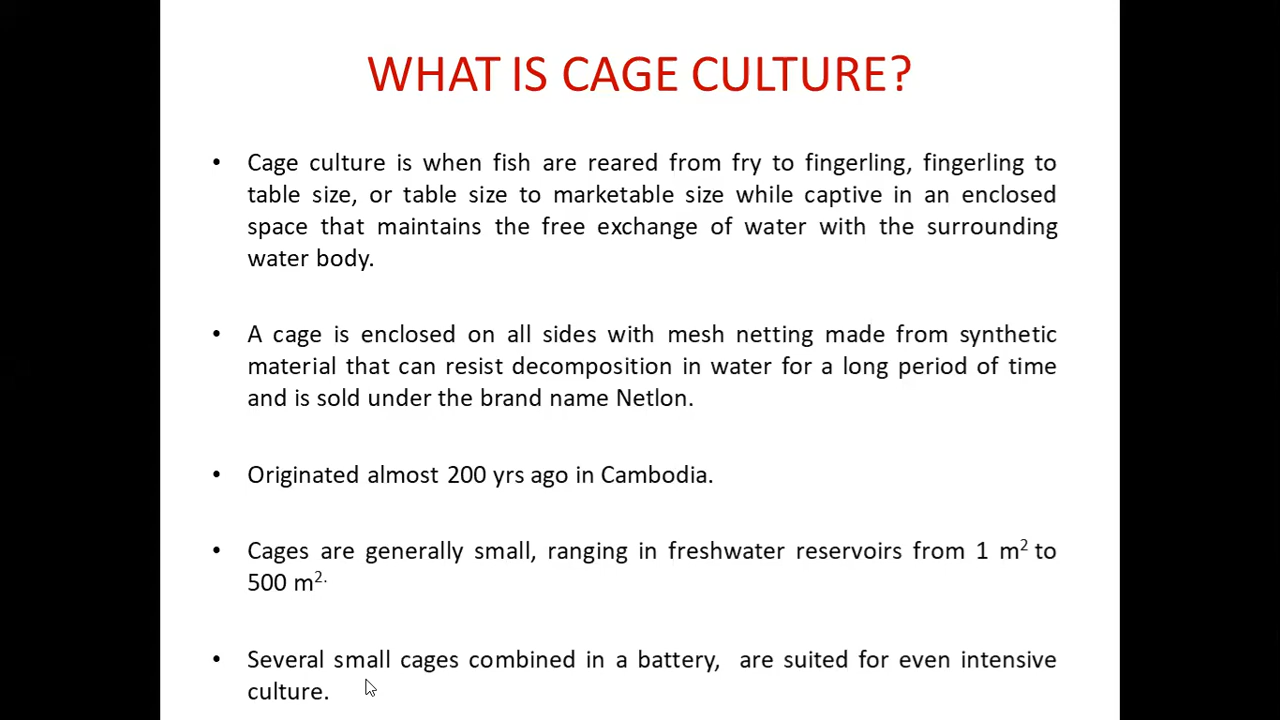 WHAT IS CAGE CULTURE?
• Cage culture is when fish are reared from fry to fingerling, fingerling to
table size, or table size to marketable size while captive in an enclosed
space that maintains the free exchange of water with the surrounding
water body.
• A cage is enclosed on all sides with mesh netting made from synthetic
material that can resist decomposition in water for a long period of time
and is sold under the brand name Netlon.
• Originated almost 200 yrs ago in Cambodia.
• Cages are generally small, ranging in freshwater reservoirs from 1 m² to
500 m².
• Several small cages combined in a battery, are suited for even intensive
culture.